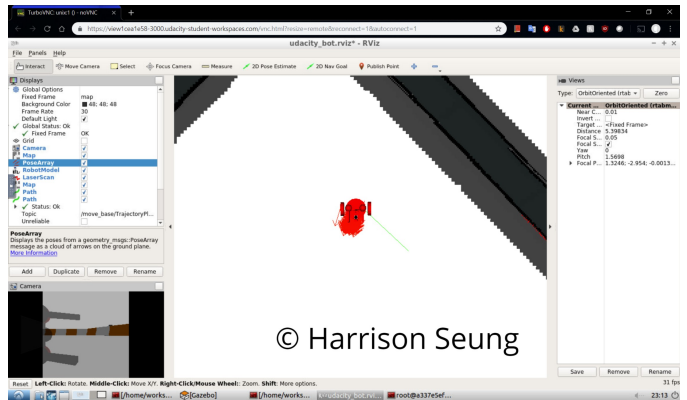 TurboVNC: unixc1 () - noVNC
https://view1cea1e58-3000.udacity-student-workspaces.com/vnc.html?resize=remote&reconnect=1&autoconnect=1
udacity_bot.rviz* - RViz
File Panels Help
Interact Move Camera Select Focus Camera Measure 2D Pose Estimate 2D Nav Goal Publish Point
Displays
Global Options
Fixed Frame map
Background Color 48; 48; 48
Frame Rate 30
Default Light
Global Status: Ok
Fixed Frame OK
Grid
Camera
Map
PoseArray
RobotModel
LaserScan
Map
Path
Path
Status: Ok
Topic /move_base/TrajectoryPl...
Unreliable
PoseArray
Displays the poses from a geometry_msgs::PoseArray
message as a cloud of arrows on the ground plane.
More Information
Add Duplicate Remove Rename
Camera
© Harrison Seung
Views
Type: OrbitOriented (rtab Zero
Current ... OrbitOriented (rtabm...
Near C... 0.01
Invert ...
Target ... <Fixed Frame>
Distance 5.39834
Focal S... 0.05
Focal S...
Yaw 0
Pitch 1.5698
Focal P... 1.3246; -2.954; -0.0013...
Save Remove Rename
Reset Left-Click: Rotate. Middle-Click: Move X/Y. Right-Click/Mouse Wheel: Zoom. Shift: More options.
31 fps
[/home/works... [Gazebo] [/home/works... udacity_bot.rvi... root@a337e5ef...
23:13